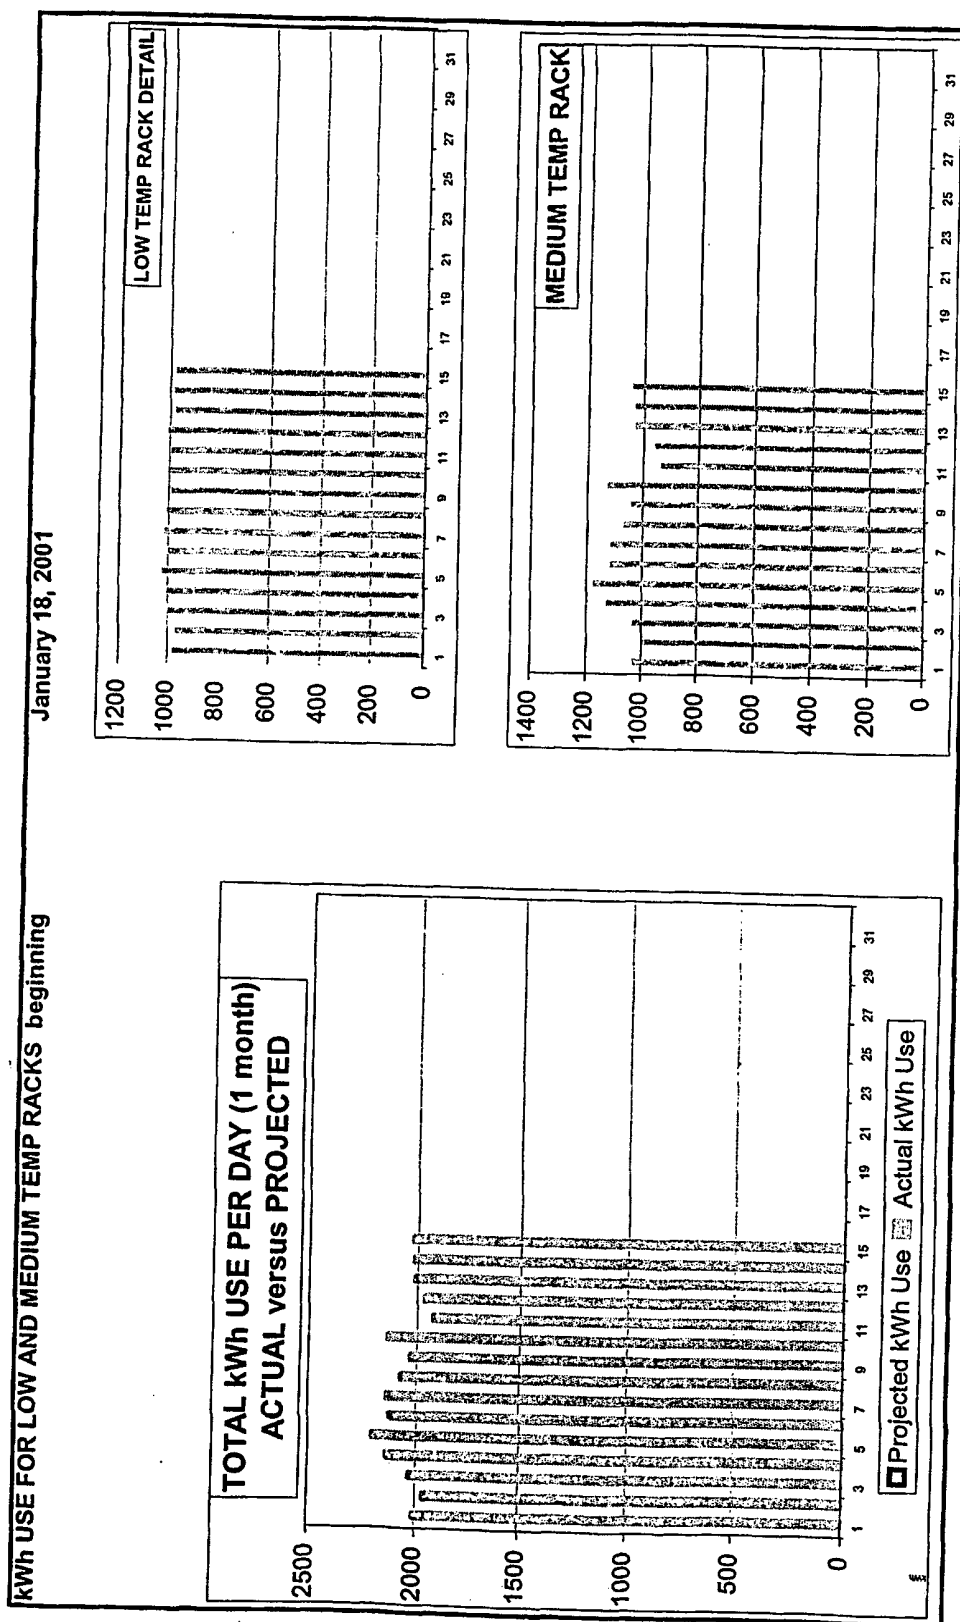 kWh USE FOR LOW AND MEDIUM TEMP RACKS beginning January 18, 2001
TOTAL kWh USE PER DAY (1 month)
ACTUAL versus PROJECTED
2500
2000
1500
1000
500
0
1 3 5 7 9 11 13 15 17 19 21 23 25 27 29 31
kWh
Projected kWh Use Actual kWh Use
LOW TEMP RACK DETAIL
1200
1000
800
600
400
200
0
1 3 5 7 9 11 13 15 17 19 21 23 25 27 29 31
MEDIUM TEMP RACK
1400
1200
1000
800
600
400
200
0
1 3 5 7 9 11 13 15 17 19 21 23 25 27 29 31